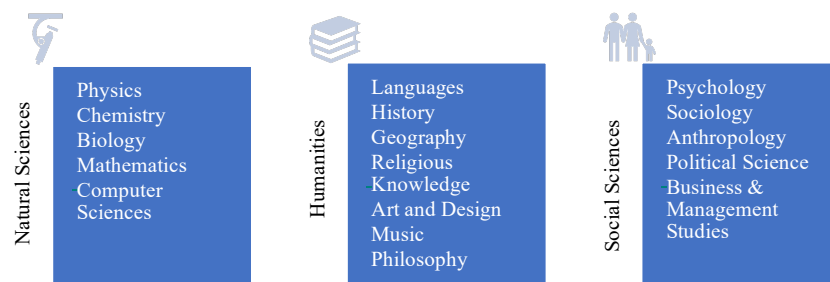 Natural Sciences
Physics
Chemistry
Biology
Mathematics
Computer
Sciences
Humanities
Languages
History
Geography
Religious
Knowledge
Art and Design
Music
Philosophy
Social Sciences
Psychology
Sociology
Anthropology
Political Science
Business &
Management
Studies